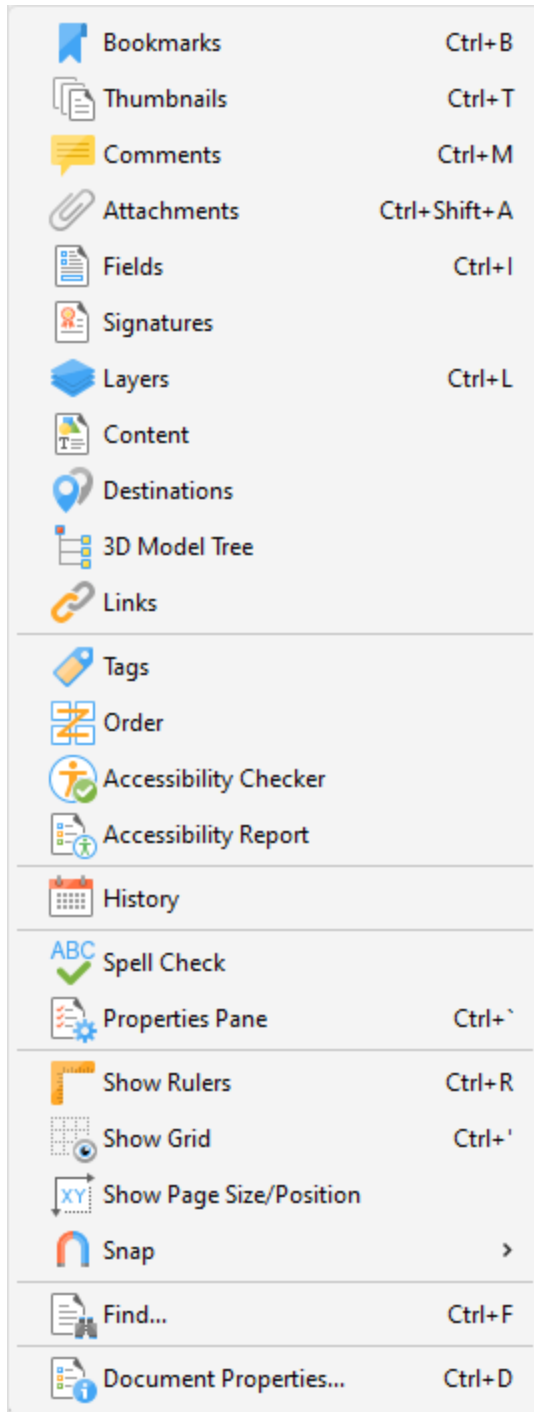 Bookmarks Ctrl+B
Thumbnails Ctrl+T
Comments Ctrl+M
Attachments Ctrl+Shift+A
Fields Ctrl+I
Signatures
Layers Ctrl+L
Content
Destinations
3D Model Tree
Links
Tags
Order
Accessibility Checker
Accessibility Report
History
ABC Spell Check
Properties Pane Ctrl+`
Show Rulers Ctrl+R
Show Grid Ctrl+'
XY Show Page Size/Position
Snap
Find... Ctrl+F
Document Properties... Ctrl+D